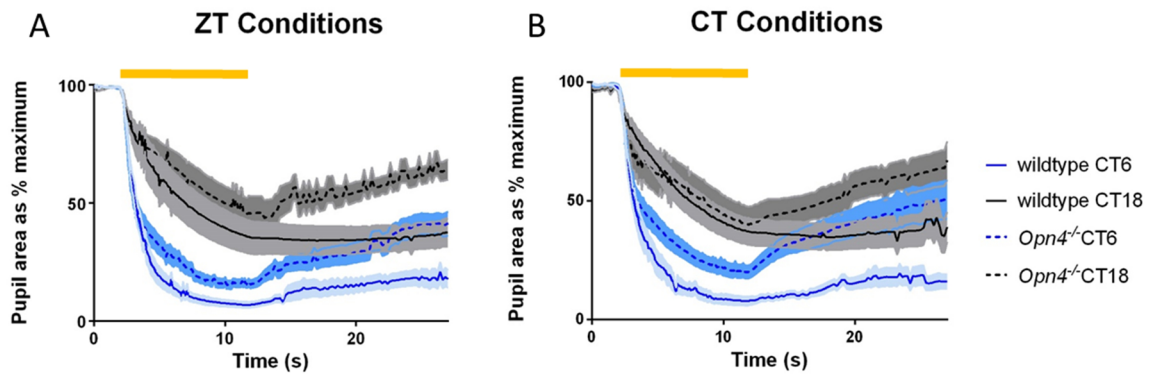 A
ZT Conditions
Pupil area as % maximum
100
50
0
0
10
20
Time (s)
B
CT Conditions
Pupil area as % maximum
100
50
0
0
10
20
Time (s)
wildtype CT6
wildtype CT18
Opn4-/-CT6
Opn4-/-CT18